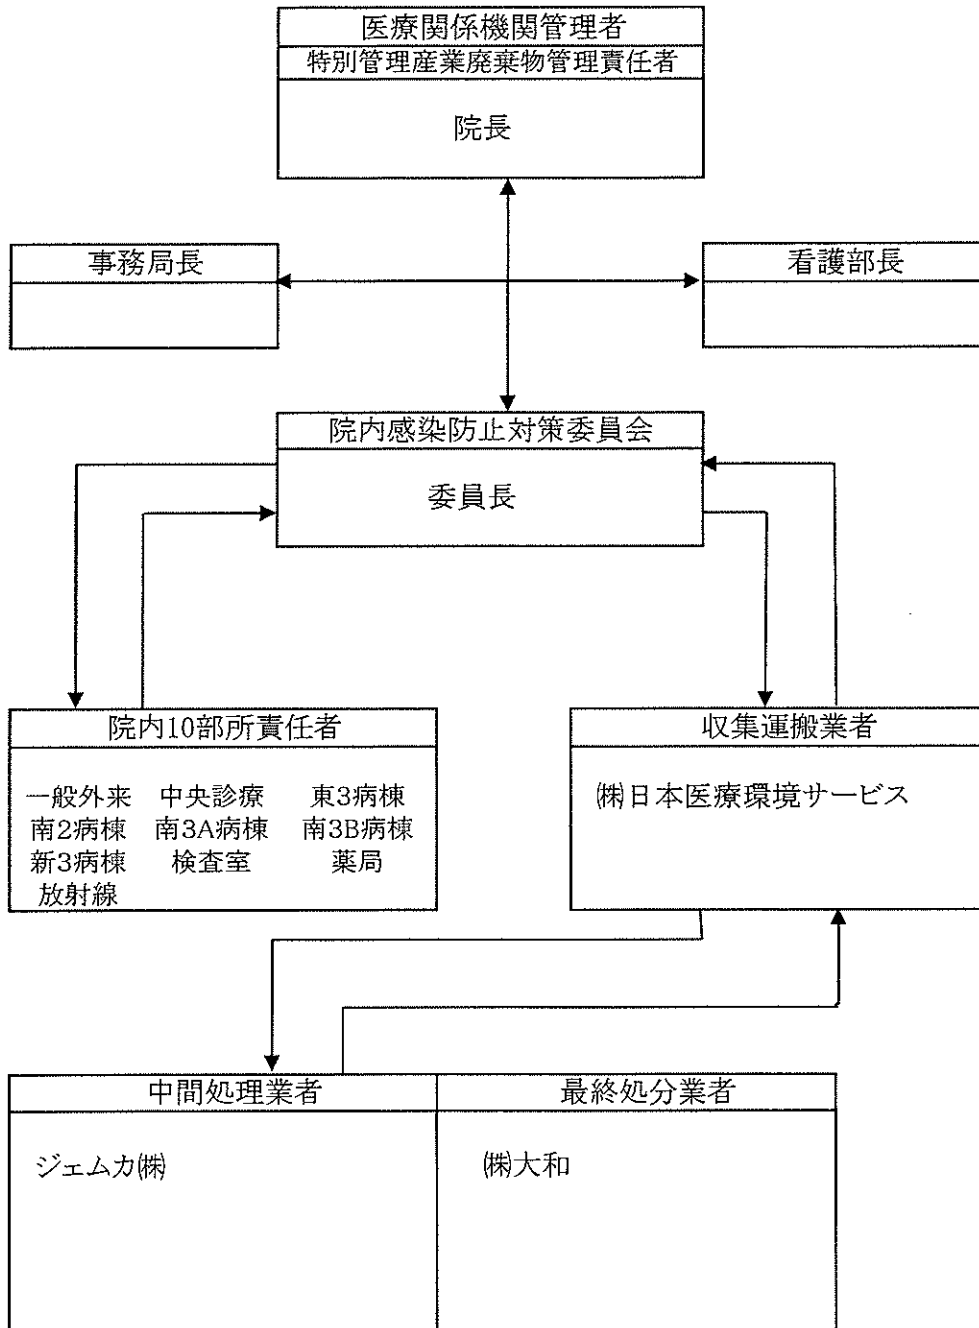 医療関係機関管理者
特別管理産業廃棄物管理責任者
院長
事務局長
看護部長
院内感染防止対策委員会
委員長
院内10部所責任者
一般外来 中央診療 東3病棟
南2病棟 南3A病棟 南3B病棟
新3病棟 検査室 薬局
放射線
収集運搬業者
㈱日本医療環境サービス
中間処理業者
ジェムカ㈱
最終処分業者
㈱大和